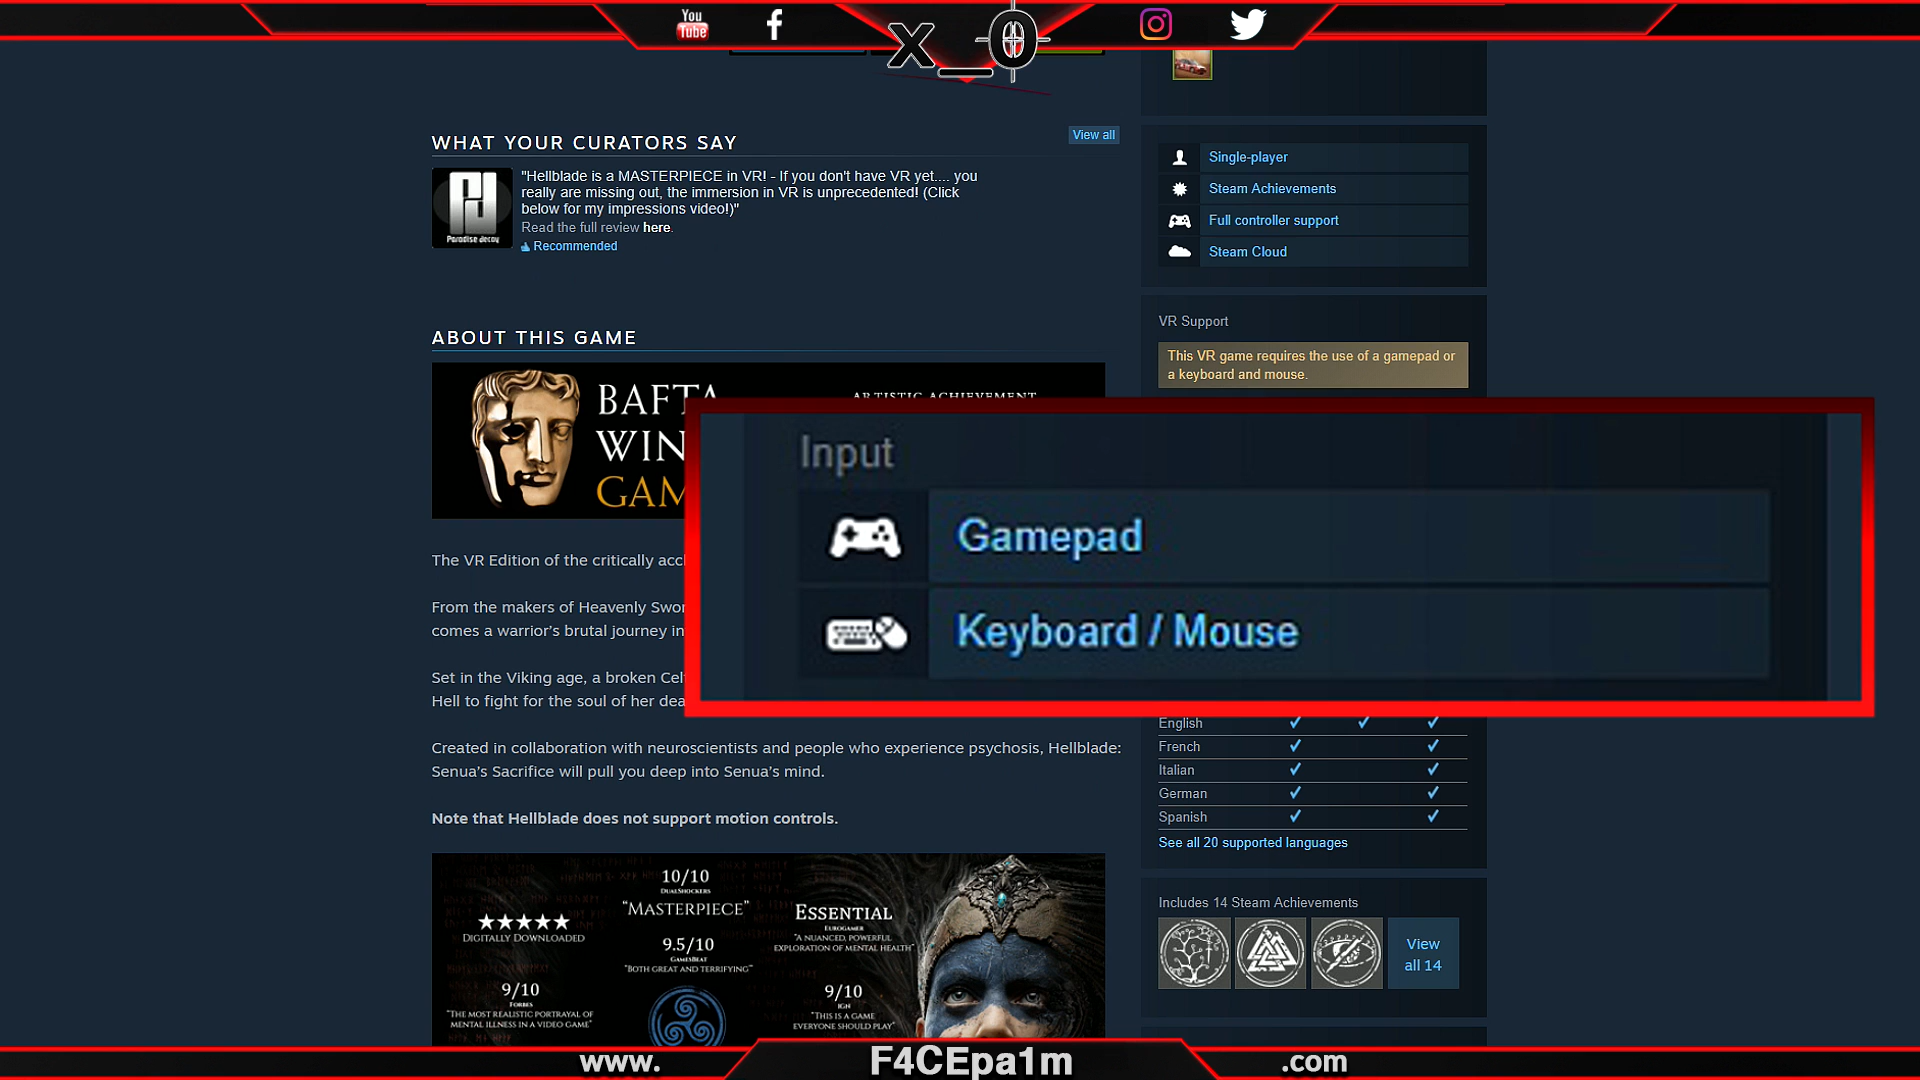 You
Tube
X_0
WHAT YOUR CURATORS SAY
View all
"Hellblade is a MASTERPIECE in VR! - If you don't have VR yet.... you
really are missing out, the immersion in VR is unprecedented! (Click
below for my impressions video!)"
Read the full review here.
Recommended
Paradise decay
Single-player
Steam Achievements
Full controller support
Steam Cloud
VR Support
This VR game requires the use of a gamepad or
a keyboard and mouse.
ABOUT THIS GAME
BAFTA
WIN
GAM
ARTISTIC ACHIEVEMENT
Input
Gamepad
Keyboard / Mouse
The VR Edition of the critically accl
From the makers of Heavenly Swor
comes a warrior's brutal journey in
Set in the Viking age, a broken Cel
Hell to fight for the soul of her dea
Created in collaboration with neuroscientists and people who experience psychosis, Hellblade:
Senua's Sacrifice will pull you deep into Senua's mind.
Note that Hellblade does not support motion controls.
English ✓ ✓ ✓
French ✓ ✓
Italian ✓ ✓
German ✓ ✓
Spanish ✓ ✓
See all 20 supported languages
Includes 14 Steam Achievements
View
all 14
★★★★★
DIGITALLY DOWNLOADED
10/10
DUALSHOCKERS
"MASTERPIECE"
9.5/10
GAMESBEAT
"BOTH GREAT AND TERRIFYING"
ESSENTIAL
EUROGAMER
"A NUANCED, POWERFUL
EXPLORATION OF MENTAL HEALTH"
9/10
FORBES
"THE MOST REALISTIC PORTRAYAL OF
MENTAL ILLNESS IN A VIDEO GAME"
9/10
IGN
"THIS IS A GAME
EVERYONE SHOULD PLAY"
www.
F4CEpa1m
.com